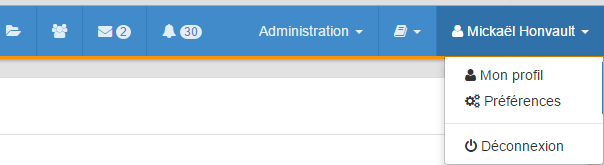 2 30 Administration Mickaël Honvault
Mon profil
Préférences
Déconnexion